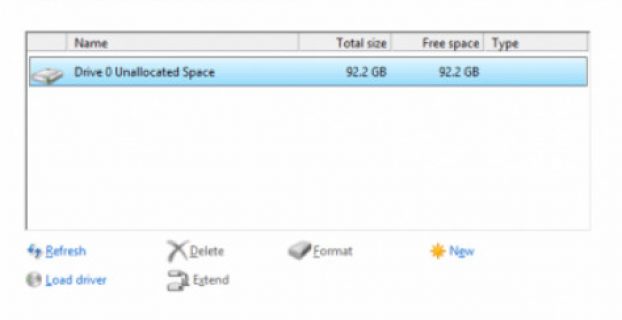 Name Total size Free space Type
Drive 0 Unallocated Space 92.2 GB 92.2 GB
Refresh Delete Format New
Load driver Extend